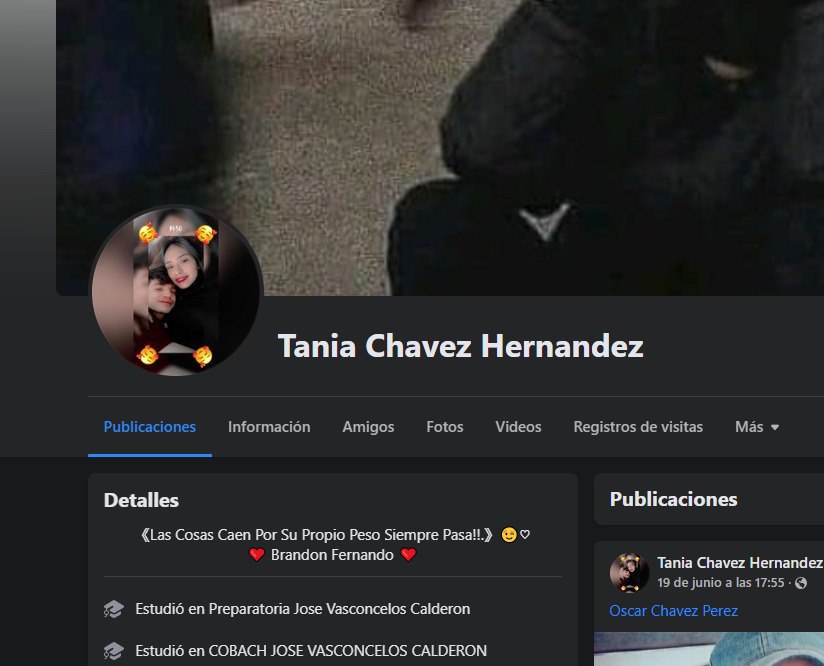 Tania Chavez Hernandez
Publicaciones Información Amigos Fotos Videos Registros de visitas Más
Detalles
《Las Cosas Caen Por Su Propio Peso Siempre Pasa!!.》 😉♡
❤️ Brandon Fernando ❤️
Estudió en Preparatoria Jose Vasconcelos Calderon
Estudió en COBACH JOSE VASCONCELOS CALDERON
Publicaciones
Tania Chavez Hernandez
19 de junio a las 17:55 ·
Oscar Chavez Perez